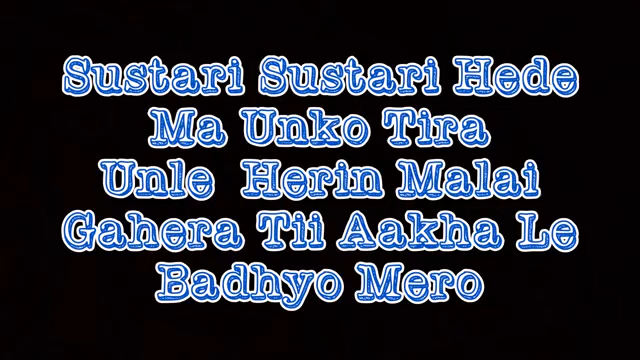 Sustari Sustari Hede
Ma Unko Tira
Unle Herin Malai
Gahera Tii Aakha Le
Badhyo Mero